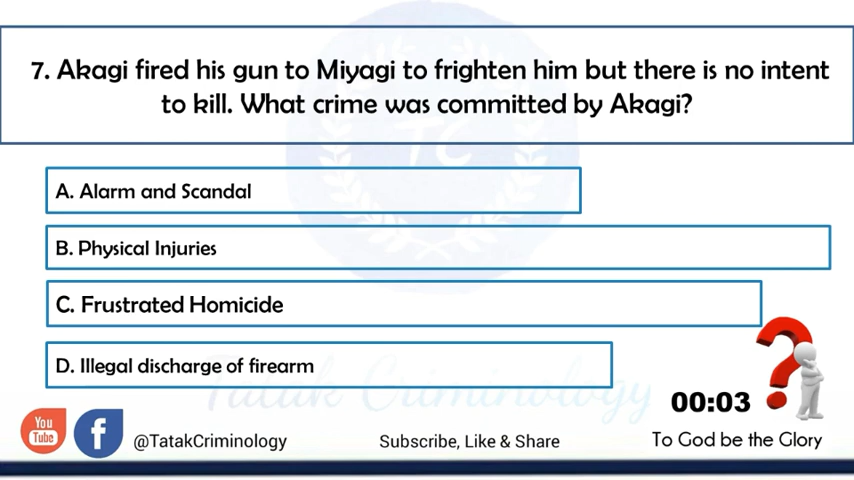 7. Akagi fired his gun to Miyagi to frighten him but there is no intent
to kill. What crime was committed by Akagi?
TC
A. Alarm and Scandal
B. Physical Injuries
C. Frustrated Homicide
D. Illegal discharge of firearm
Tatak Criminology
00:03
You
Tube
f
@TatakCriminology
Subscribe, Like & Share
To God be the Glory